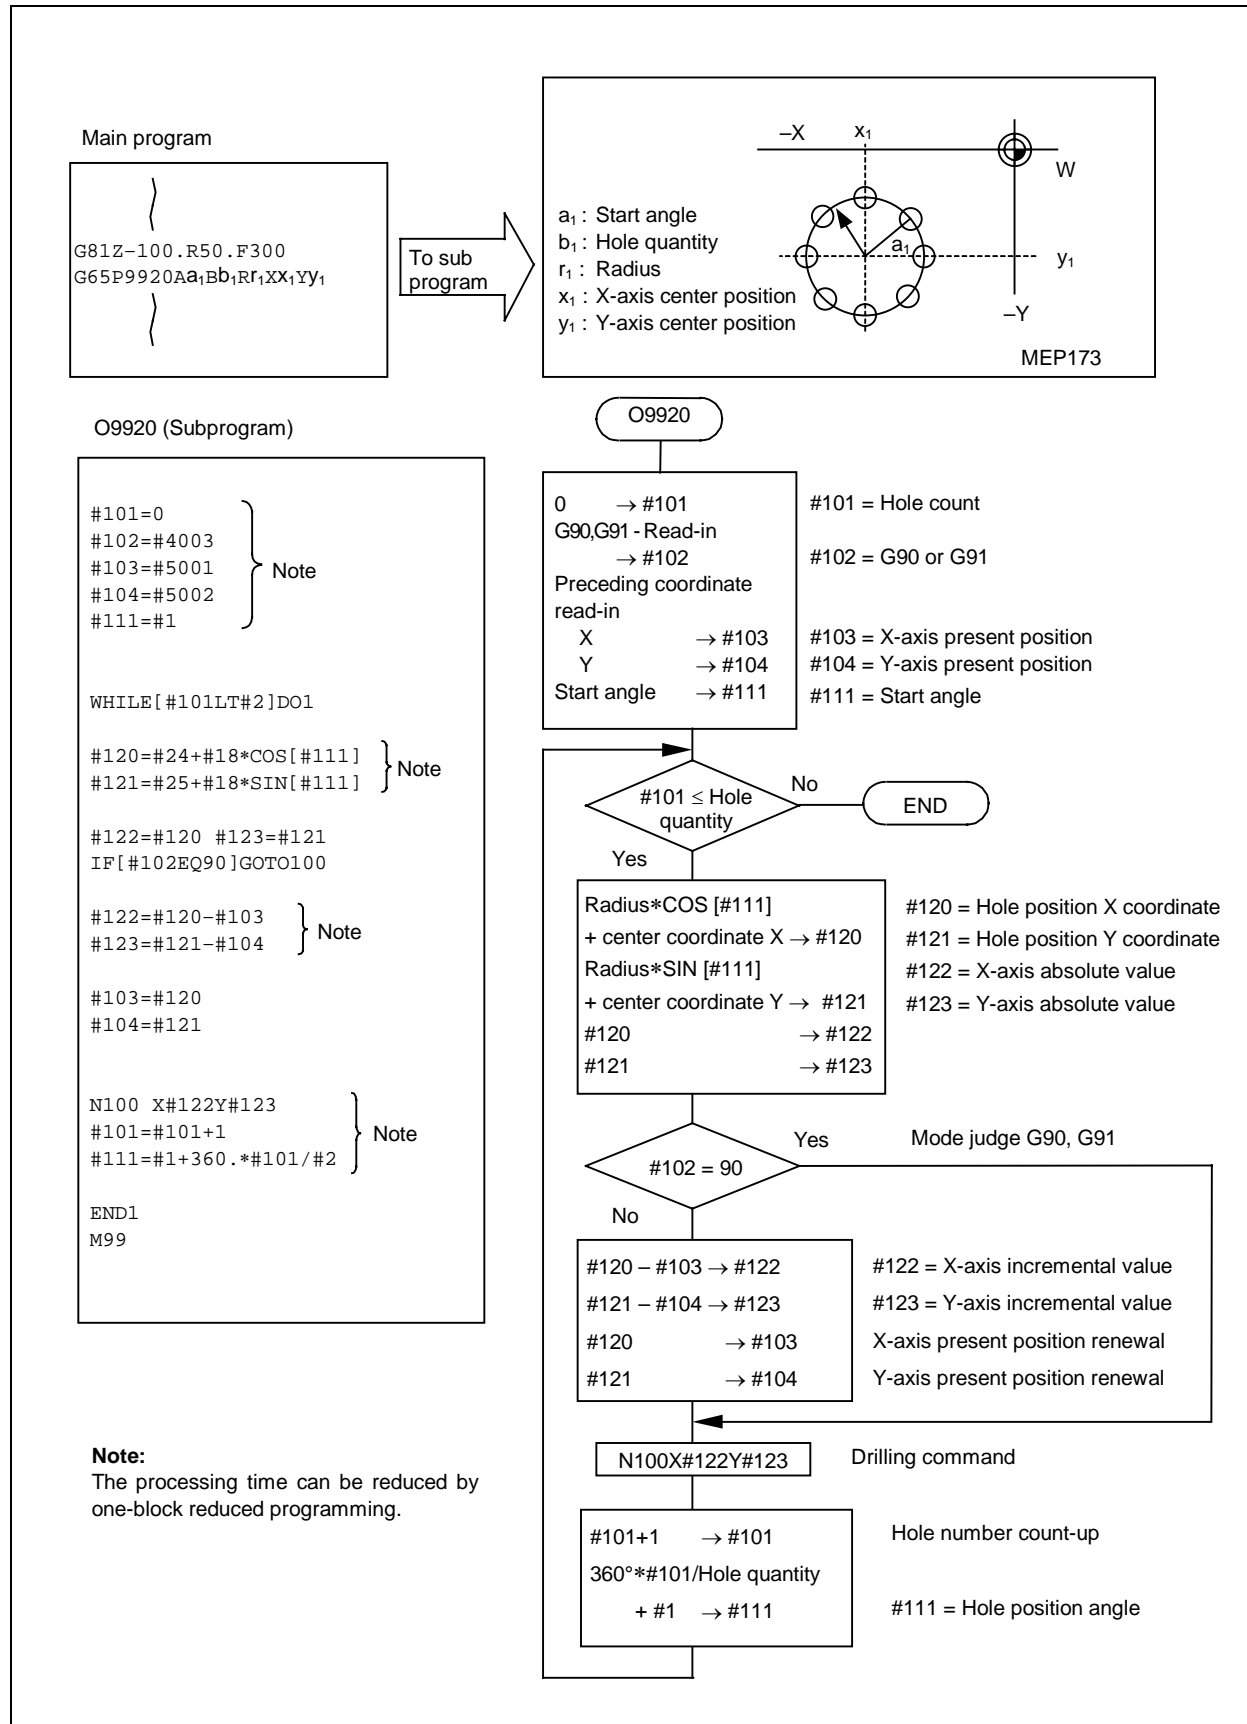 Main program
G81Z-100.R50.F300
G65P9920Aa₁Bb₁Rr₁Xx₁Yy₁
To sub
program
–X
x₁
W
a₁ : Start angle
b₁ : Hole quantity
r₁ : Radius
x₁ : X-axis center position
y₁ : Y-axis center position
a₁
y₁
–Y
MEP173
O9920 (Subprogram)
#101=0
#102=#4003
#103=#5001
#104=#5002
#111=#1
Note
WHILE[#101LT#2]DO1
#120=#24+#18*COS[#111]
#121=#25+#18*SIN[#111]
Note
#122=#120 #123=#121
IF[#102EQ90]GOTO100
#122=#120-#103
#123=#121-#104
Note
#103=#120
#104=#121
N100 X#122Y#123
#101=#101+1
#111=#1+360.*#101/#2
Note
END1
M99
Note:
The processing time can be reduced by
one-block reduced programming.
O9920
0 → #101
G90,G91 - Read-in
→ #102
Preceding coordinate
read-in
X → #103
Y → #104
Start angle → #111
#101 = Hole count
#102 = G90 or G91
#103 = X-axis present position
#104 = Y-axis present position
#111 = Start angle
#101 ≤ Hole
quantity
No
END
Yes
Radius*COS [#111]
+ center coordinate X → #120
Radius*SIN [#111]
+ center coordinate Y → #121
#120 → #122
#121 → #123
#120 = Hole position X coordinate
#121 = Hole position Y coordinate
#122 = X-axis absolute value
#123 = Y-axis absolute value
#102 = 90
Yes
Mode judge G90, G91
No
#120 – #103 → #122
#121 – #104 → #123
#120 → #103
#121 → #104
#122 = X-axis incremental value
#123 = Y-axis incremental value
X-axis present position renewal
Y-axis present position renewal
N100X#122Y#123
Drilling command
#101+1 → #101
360°*#101/Hole quantity
+ #1 → #111
Hole number count-up
#111 = Hole position angle